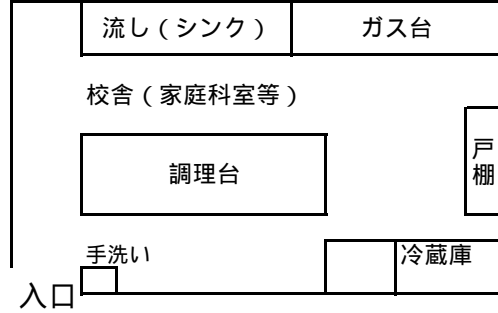 流し（シンク）
ガス台
校舎（家庭科室等）
調理台
戸棚
手洗い
冷蔵庫
入口